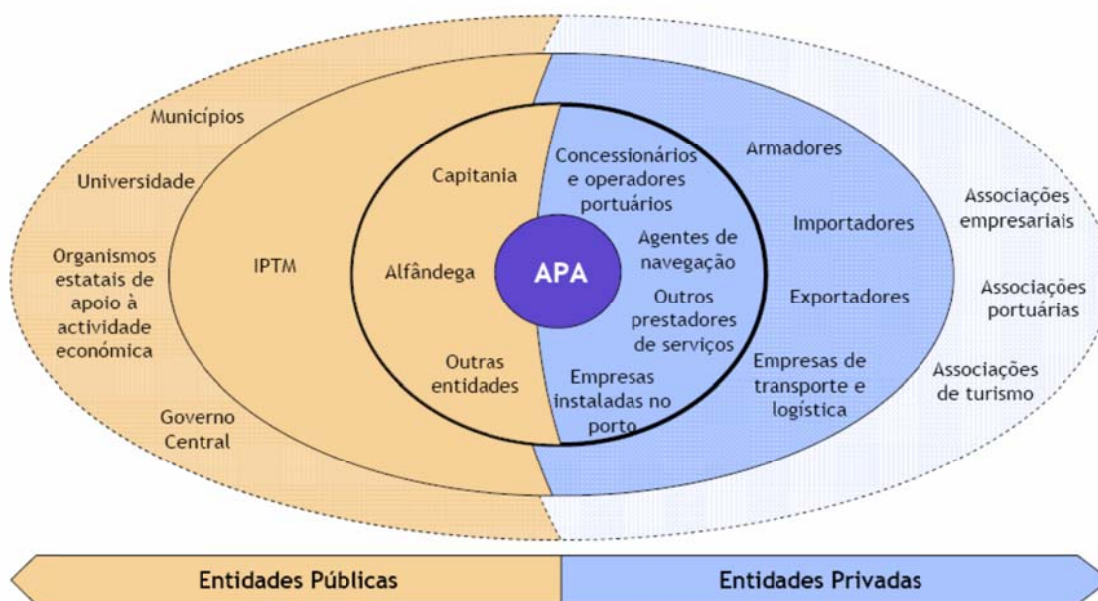 Municípios
Universidade
Organismos
estatais de
apoio à
actividade
económica
Governo
Central
IPTM
Capitania
Alfândega
Outras
entidades
APA
Concessionários
e operadores
portuários
Agentes de
navegação
Outros
prestadores
de serviços
Empresas
instaladas no
porto
Armadores
Importadores
Exportadores
Empresas de
transporte e
logística
Associações
empresariais
Associações
portuárias
Associações
de turismo
Entidades Públicas
Entidades Privadas